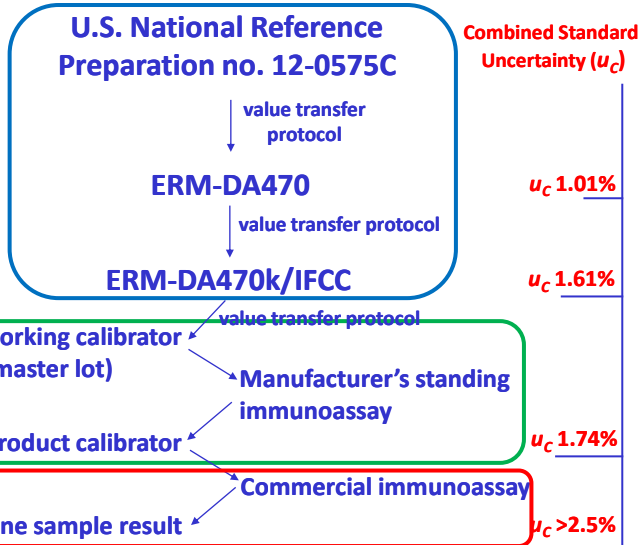 U.S. National Reference
Preparation no. 12-0575C
Combined Standard
Uncertainty (uC)
value transfer
protocol
ERM-DA470
uC 1.01%
value transfer protocol
ERM-DA470k/IFCC
uC 1.61%
value transfer protocol
orking calibrator
master lot)
Manufacturer’s standing
immunoassay
roduct calibrator
uC 1.74%
Commercial immunoassay
ne sample result
uC >2.5%